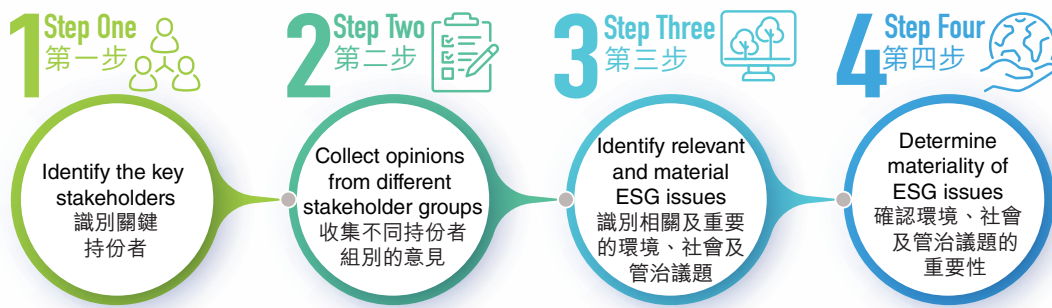 1 Step One
第一步
Identify the key
stakeholders
識別關鍵
持份者
2 Step Two
第二步
Collect opinions
from different
stakeholder groups
收集不同持份者
組別的意見
3 Step Three
第三步
Identify relevant
and material
ESG issues
識別相關及重要
的環境、社會及
管治議題
4 Step Four
第四步
Determine
materiality of
ESG issues
確認環境、社會
及管治議題的
重要性